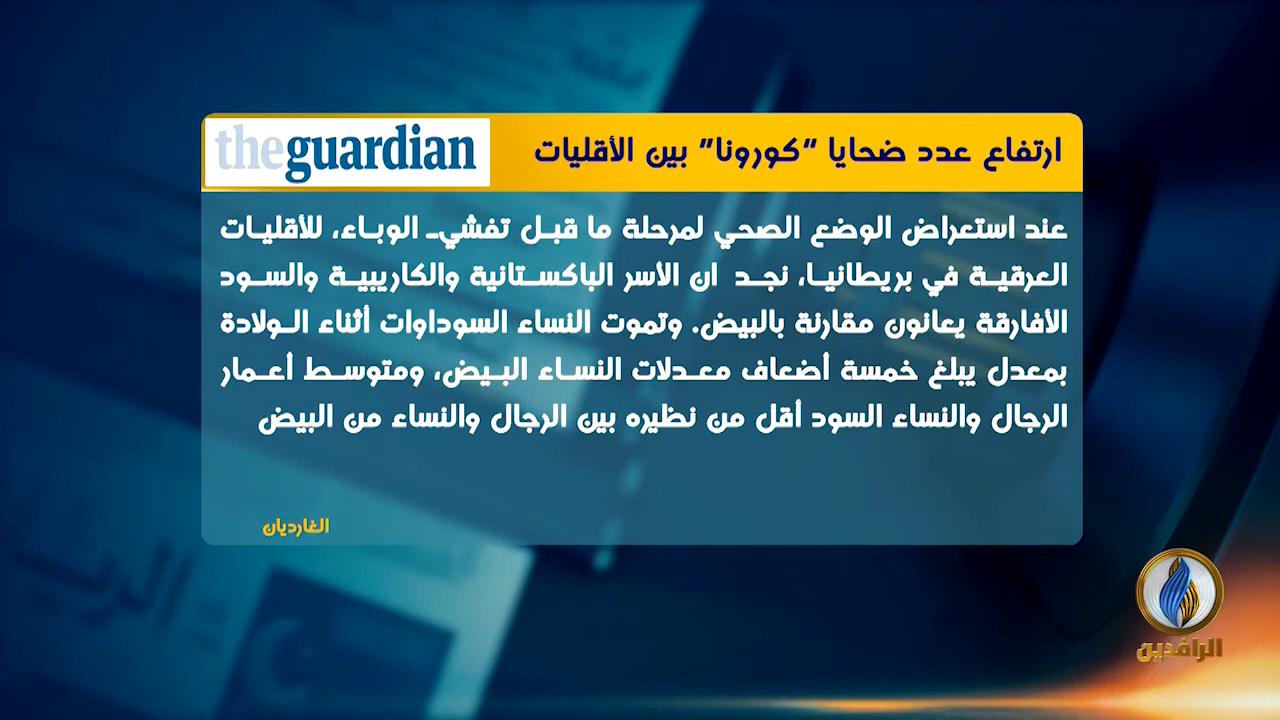 theguardian
ارتفاع عدد ضحايا "كورونا" بين الأقليات
عند استعراض الوضع الصحي لمرحلة ما قبل تفشيـ الوباء، للأقليات
العرقية في بريطانيا، نجد ان الأسر الباكستانية والكاريبية والسود
الأفارقة يعانون مقارنة بالبيض. وتموت النساء السوداوات أثناء الولادة
بمعدل يبلغ خمسة أضعاف معدلات النساء البيض، ومتوسط أعمار
الرجال والنساء السود أقل من نظيره بين الرجال والنساء من البيض
الغارديان
الرافدين